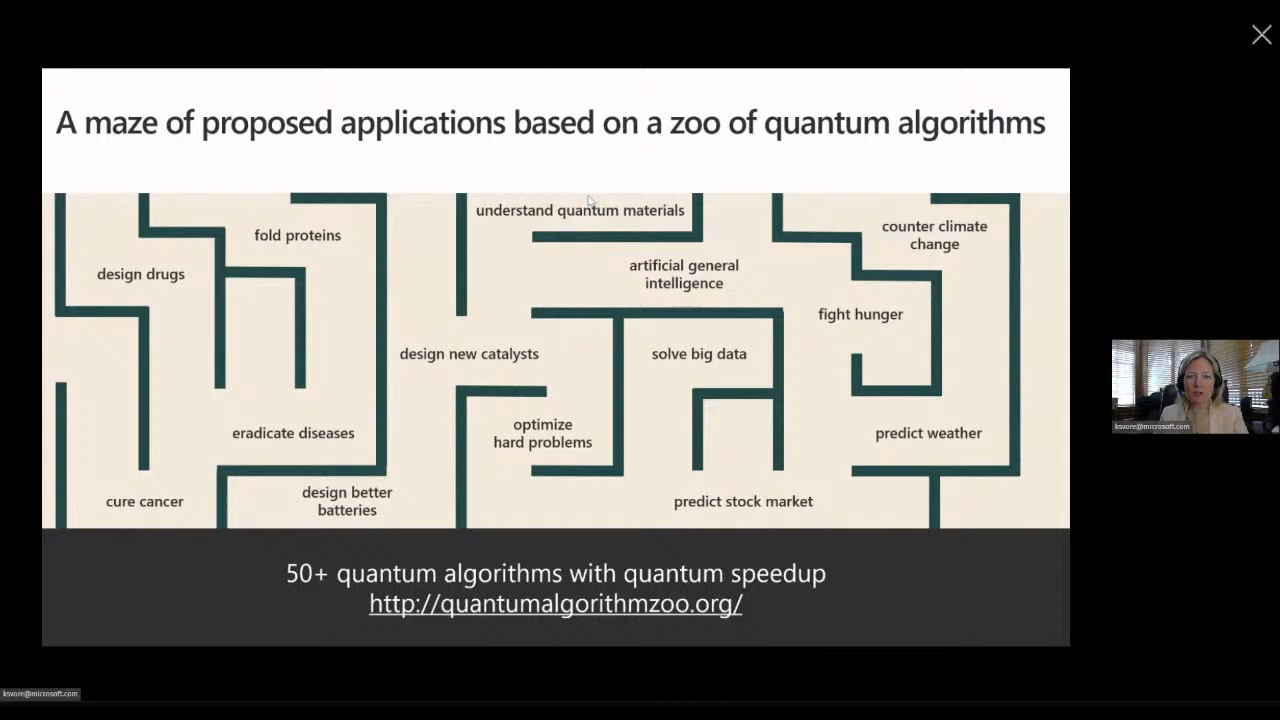 A maze of proposed applications based on a zoo of quantum algorithms
understand quantum materials
fold proteins
counter climate
change
design drugs
artificial general
intelligence
fight hunger
design new catalysts
solve big data
optimize
hard problems
eradicate diseases
predict weather
design better
batteries
cure cancer
predict stock market
50+ quantum algorithms with quantum speedup
http://quantumalgorithmzoo.org/
ksvore@microsoft.com
ksvore@microsoft.com